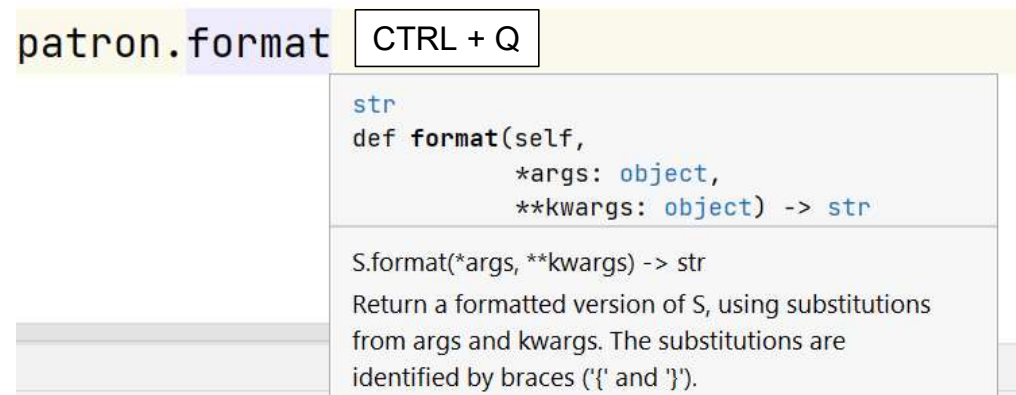 patron.format CTRL + Q
str
def format(self,
*args: object,
**kwargs: object) -> str
S.format(*args, **kwargs) -> str
Return a formatted version of S, using substitutions
from args and kwargs. The substitutions are
identified by braces ('{' and '}').